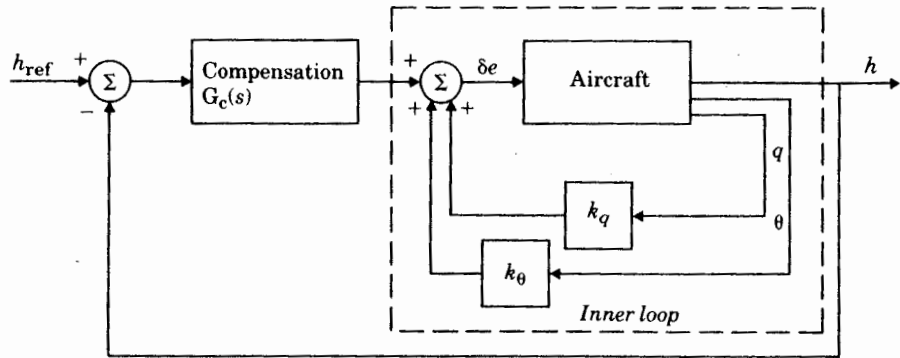 h_ref
+
Σ
−
Compensation
G_c(s)
+
Σ
+
+
δe
Aircraft
h
q
θ
k_q
k_θ
Inner loop